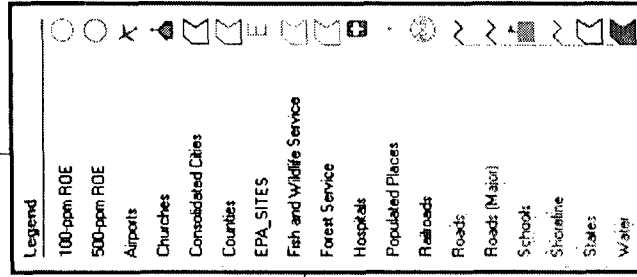 Legend
100-ppm ROE
500-ppm ROE
Airports
Churches
Consolidated Cities
Counties
EPA_SITES
Fish and Wildlife Service
Forest Service
Hospitals
Populated Places
Railroads
Roads
Roads (Major)
Schools
Shoreline
States
Water